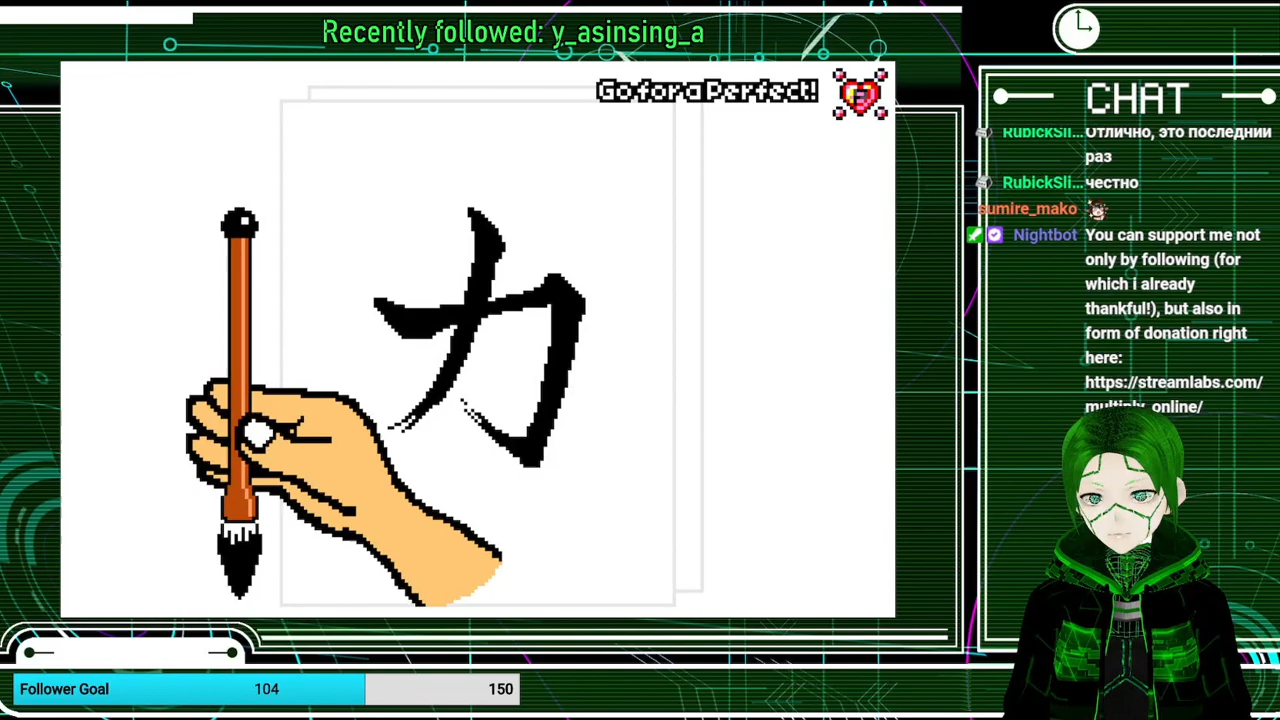 Recently followed: y_asinsing_a
Go for a Perfect!
力
CHAT
RubickSli... Отлично, это последний
раз
RubickSli... честно
sumire_mako
Nightbot You can support me not
only by following (for
which i already
thankful!), but also in
form of donation right
here:
https://streamlabs.com/
multiply_online/
Follower Goal 104 150